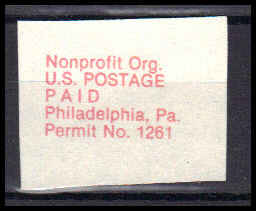 Nonprofit Org.
U.S. POSTAGE
P A I D
Philadelphia, Pa.
Permit No. 1261